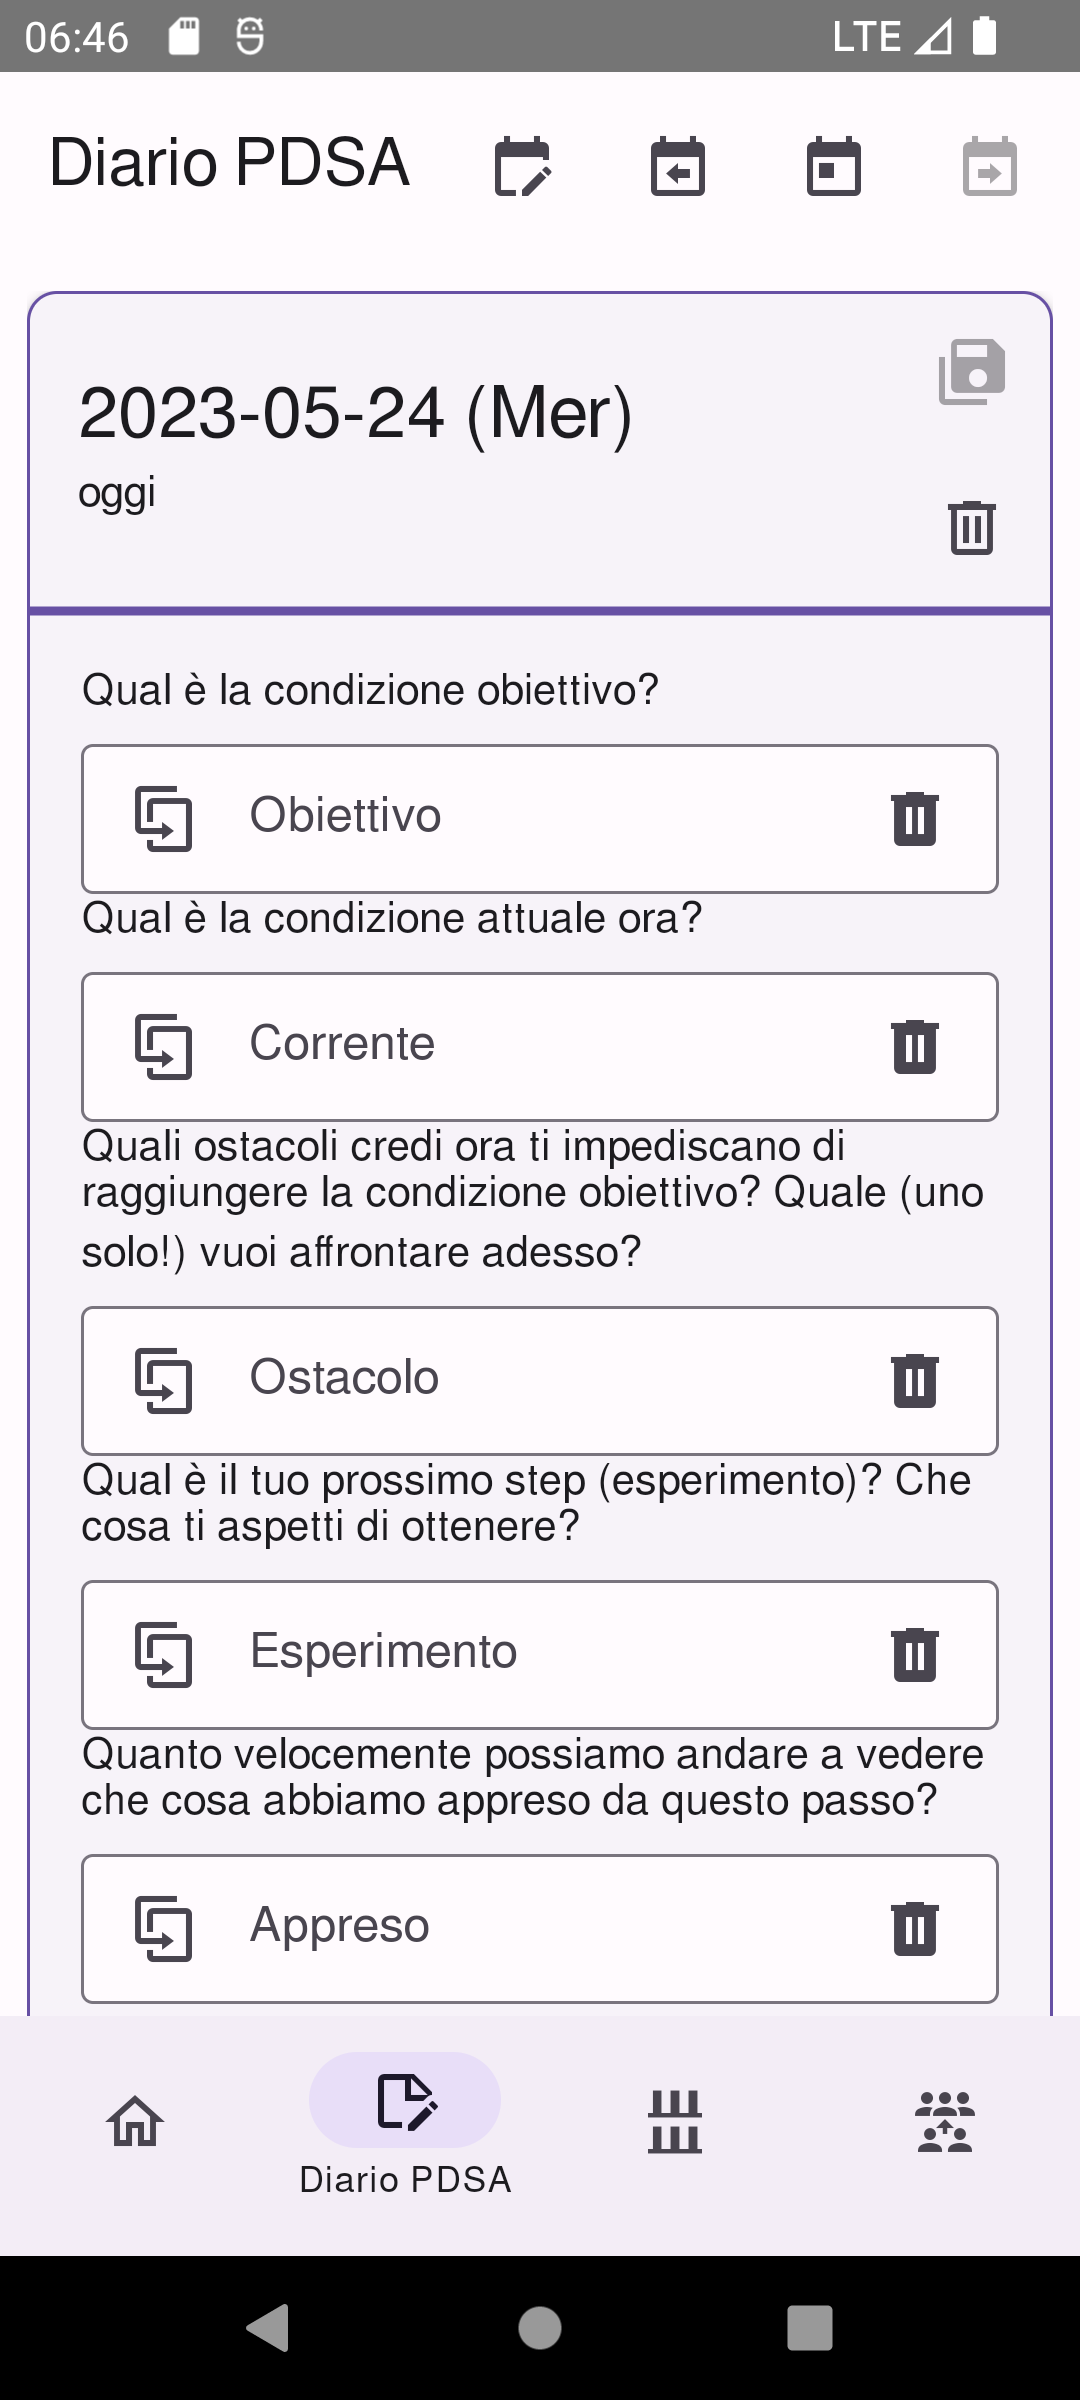 06:46
LTE
Diario PDSA
2023-05-24 (Mer)
oggi
Qual è la condizione obiettivo?
Obiettivo
Qual è la condizione attuale ora?
Corrente
Quali ostacoli credi ora ti impediscano di
raggiungere la condizione obiettivo? Quale (uno
solo!) vuoi affrontare adesso?
Ostacolo
Qual è il tuo prossimo step (esperimento)? Che
cosa ti aspetti di ottenere?
Esperimento
Quanto velocemente possiamo andare a vedere
che cosa abbiamo appreso da questo passo?
Appreso
Diario PDSA